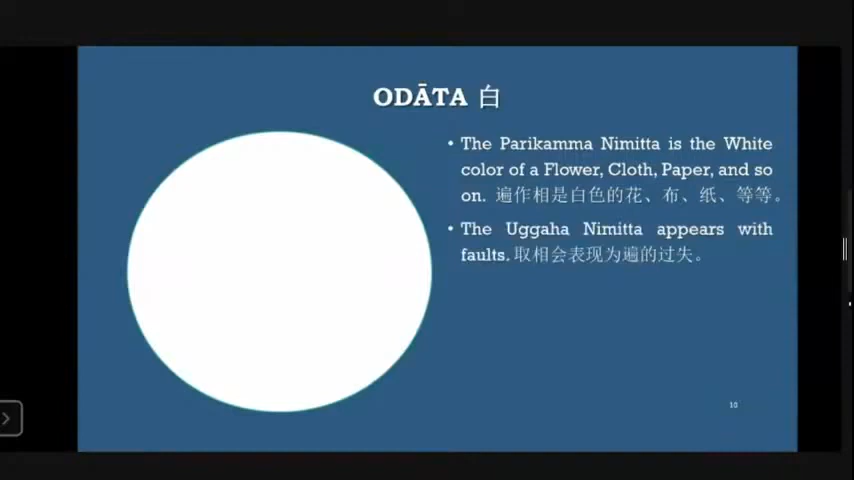 ODĀTA 白
• The Parikamma Nimitta is the White
color of a Flower, Cloth, Paper, and so
on. 遍作相是白色的花、布、纸、等等。
• The Uggaha Nimitta appears with
faults. 取相会表现为遍的过失。
10